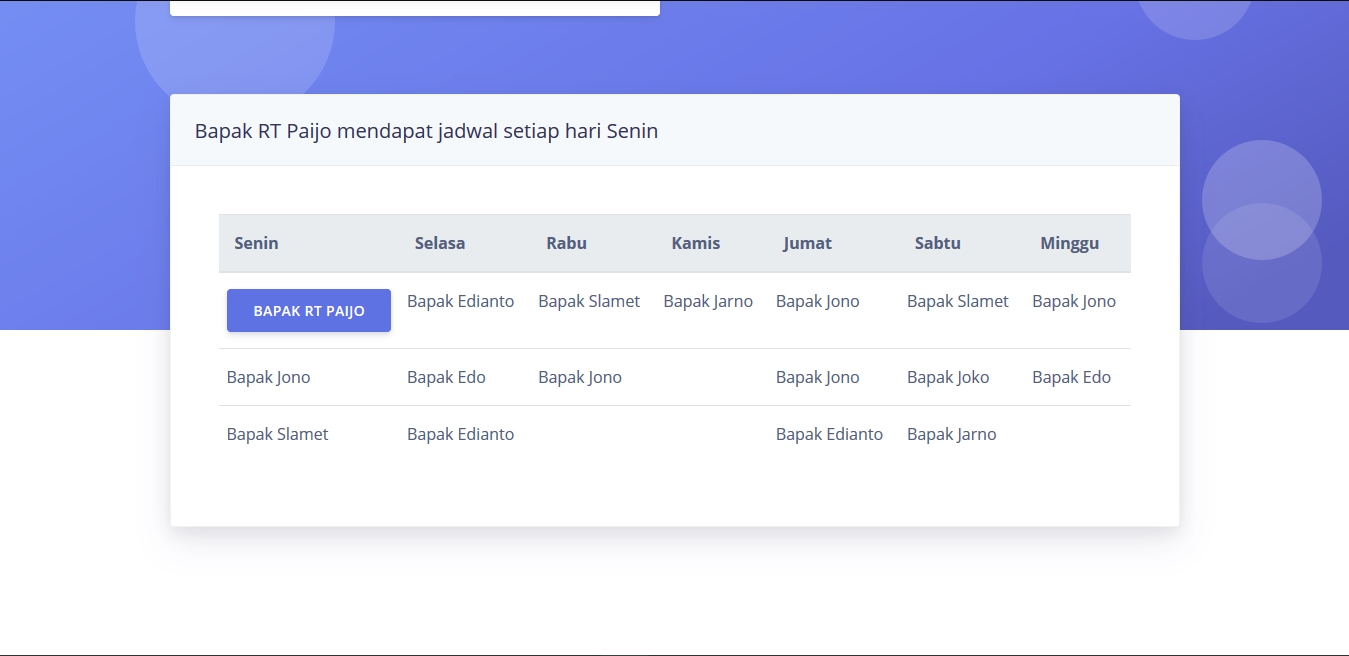 Bapak RT Paijo mendapat jadwal setiap hari Senin
Senin Selasa Rabu Kamis Jumat Sabtu Minggu
BAPAK RT PAIJO Bapak Edianto Bapak Slamet Bapak Jarno Bapak Jono Bapak Slamet Bapak Jono
Bapak Jono Bapak Edo Bapak Jono Bapak Jono Bapak Joko Bapak Edo
Bapak Slamet Bapak Edianto Bapak Edianto Bapak Jarno